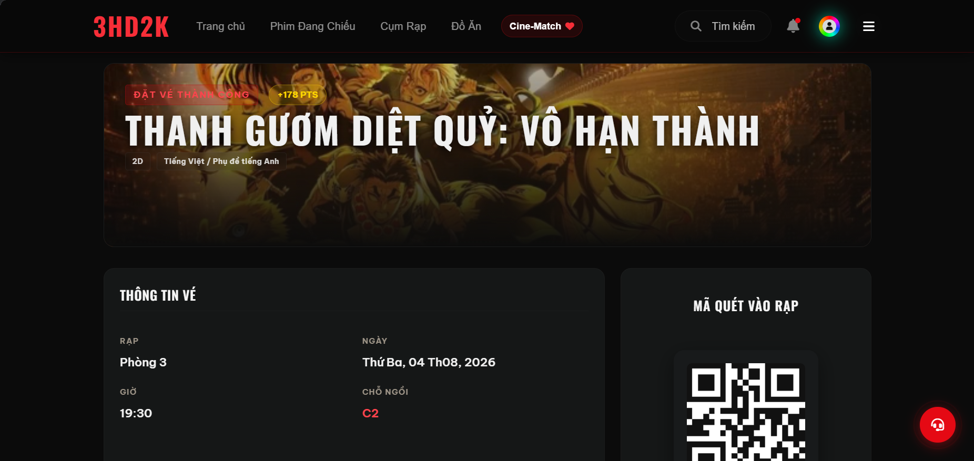 3HD2K Trang chủ Phim Đang Chiếu Cụm Rạp Đồ Ăn Cine-Match Tìm kiếm
ĐẶT VÉ THÀNH CÔNG +178 PTS
THANH GƯƠM DIỆT QUỶ: VÔ HẠN THÀNH
2D Tiếng Việt / Phụ đề tiếng Anh
THÔNG TIN VÉ
RẠP
Phòng 3
NGÀY
Thứ Ba, 04 Th08, 2026
GIỜ
19:30
CHỖ NGỒI
C2
MÃ QUÉT VÀO RẠP